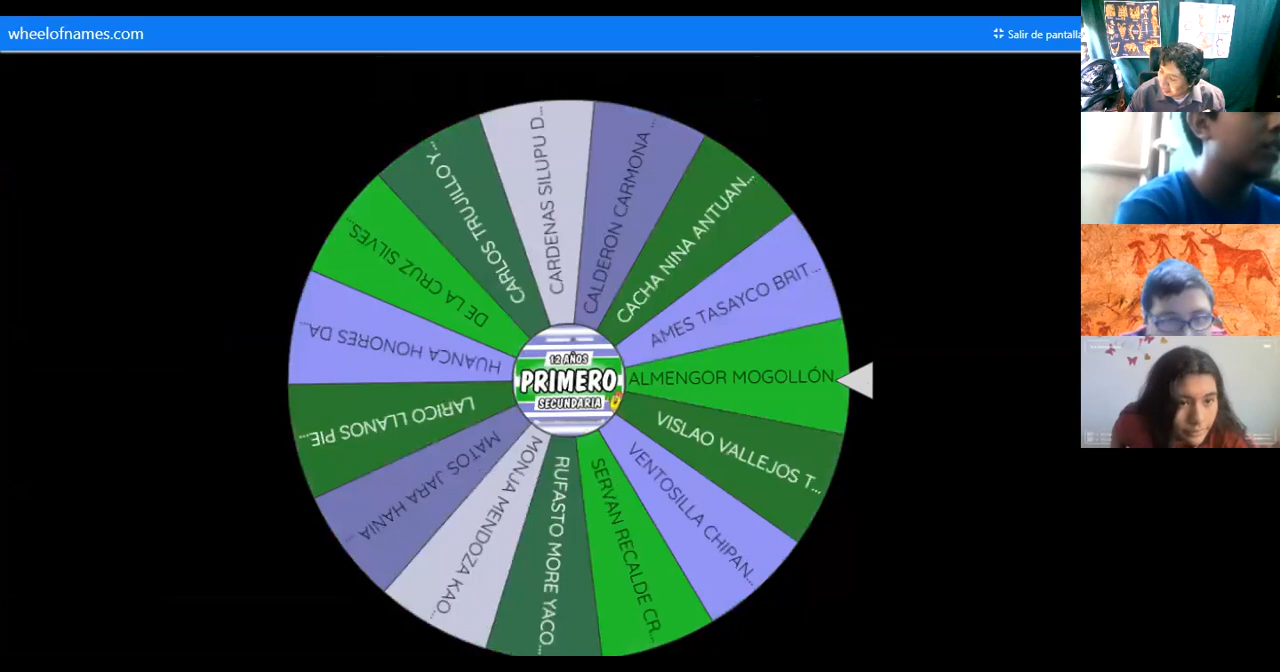 wheelofnames.com
Salir de pantalla
CARDENAS SILUPU D...
CALDERON CARMONA ...
CACHA NINA ANTUAN...
AMES TASAYCO BRIT...
ALMENGOR MOGOLLÓN
VISLAO VALLEJOS T...
VENTOSILLA CHIPAN...
SERVAN RECALDE CR...
RUFASTO MORE YACO...
MONJA MENDOZA KAO...
MATOS JARA HANIA ...
LARICO LLANOS PIE...
HUANCA HONORES DA...
DE LA CRUZ SILVES...
CARLOS TRUJILLO Y...
12 AÑOS
PRIMERO
SECUNDARIA